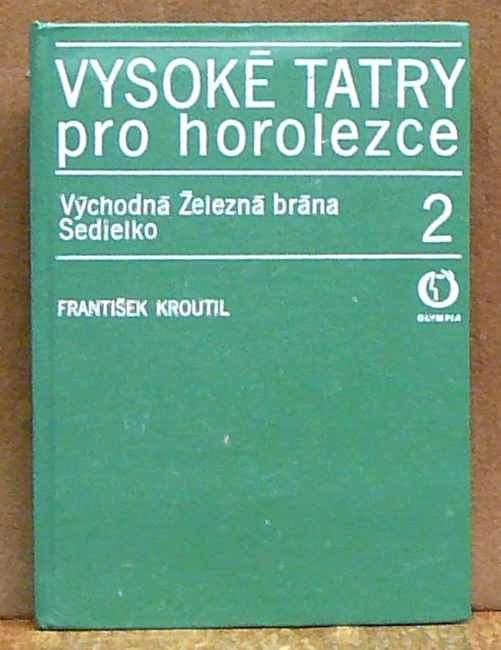 VYSOKÉ TATRY
pro horolezce
Východná Železná brána
Sedielko
2
FRANTIŠEK KROUTIL
OLYMPIA